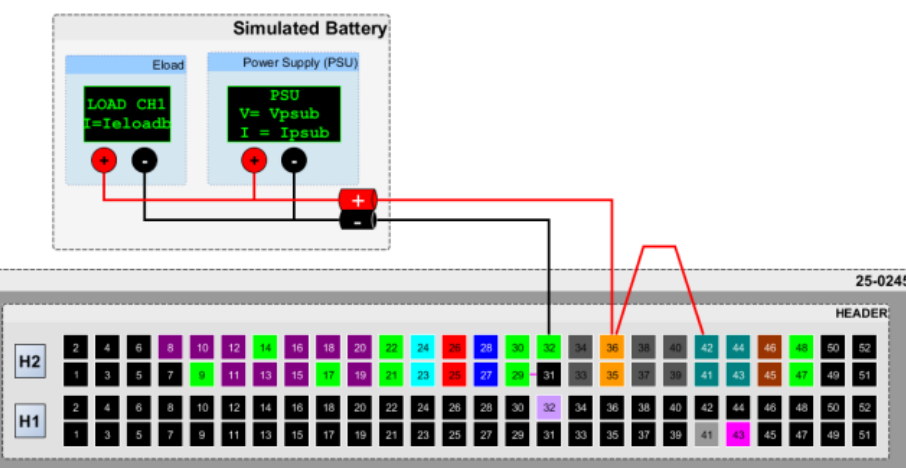 Simulated Battery
Eload
Power Supply (PSU)
LOAD CH1
I=Ieloadb
PSU
V= Vpsub
I = Ipsub
+ - + -
+
-
25-0245
HEADER
H2
2 4 6 8 10 12 14 16 18 20 22 24 26 28 30 32 34 36 38 40 42 44 46 48 50 52
1 3 5 7 9 11 13 15 17 19 21 23 25 27 29 31 33 35 37 39 41 43 45 47 49 51
H1
2 4 6 8 10 12 14 16 18 20 22 24 26 28 30 32 34 36 38 40 42 44 46 48 50 52
1 3 5 7 9 11 13 15 17 19 21 23 25 27 29 31 33 35 37 39 41 43 45 47 49 51